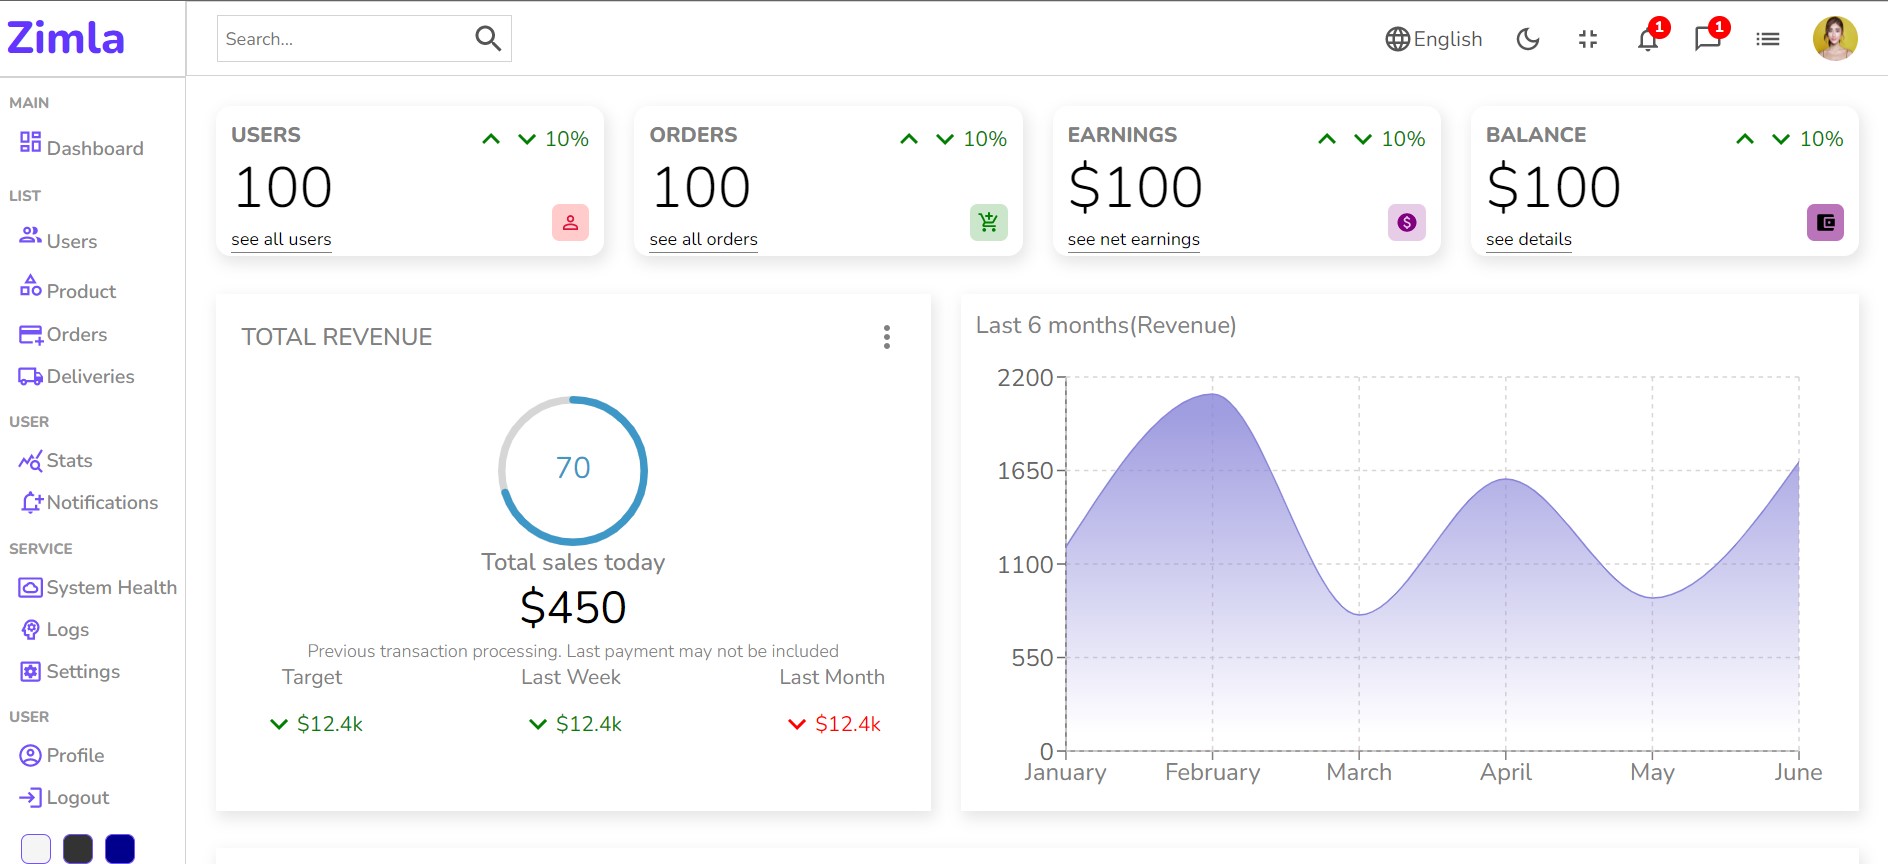 Zimla
Search...
English
1
1
MAIN
Dashboard
LIST
Users
Product
Orders
Deliveries
USER
Stats
Notifications
SERVICE
System Health
Logs
Settings
USER
Profile
Logout
USERS
10%
100
see all users
ORDERS
10%
100
see all orders
EARNINGS
10%
$100
see net earnings
BALANCE
10%
$100
see details
TOTAL REVENUE
70
Total sales today
$450
Previous transaction processing. Last payment may not be included
Target Last Week Last Month
$12.4k $12.4k $12.4k
Last 6 months(Revenue)
2200
1650
1100
550
0
January February March April May June